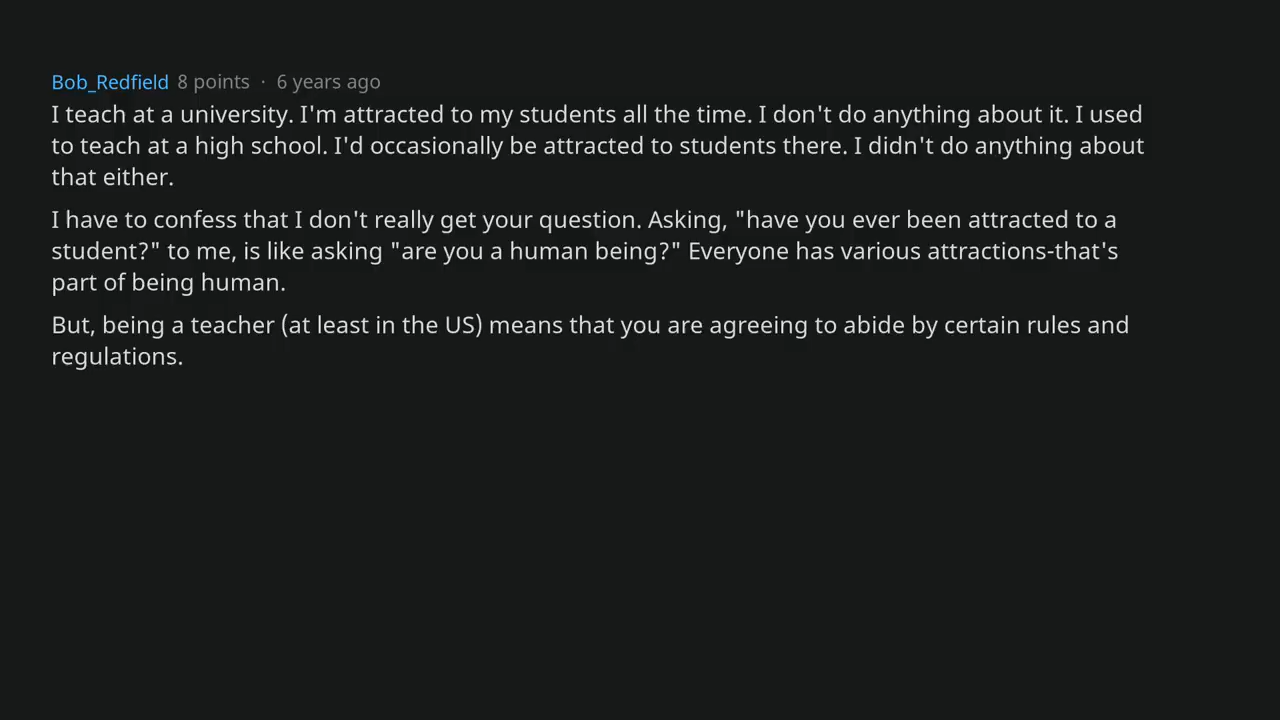 Bob_Redfield 8 points · 6 years ago
I teach at a university. I'm attracted to my students all the time. I don't do anything about it. I used
to teach at a high school. I'd occasionally be attracted to students there. I didn't do anything about
that either.
I have to confess that I don't really get your question. Asking, "have you ever been attracted to a
student?" to me, is like asking "are you a human being?" Everyone has various attractions-that's
part of being human.
But, being a teacher (at least in the US) means that you are agreeing to abide by certain rules and
regulations.